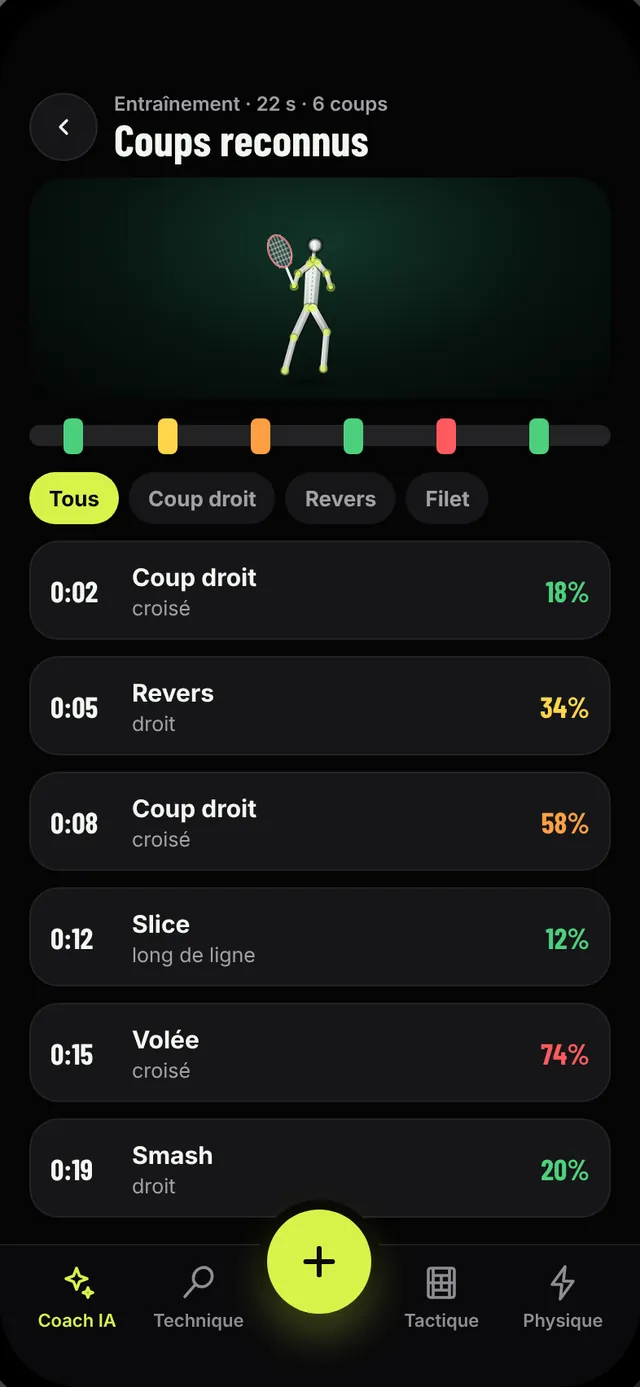 Entraînement · 22 s · 6 coups
Coups reconnus
Tous
Coup droit
Revers
Filet
0:02
Coup droit
croisé
18%
0:05
Revers
droit
34%
0:08
Coup droit
croisé
58%
0:12
Slice
long de ligne
12%
0:15
Volée
croisé
74%
0:19
Smash
droit
20%
Coach IA
Technique
Tactique
Physique